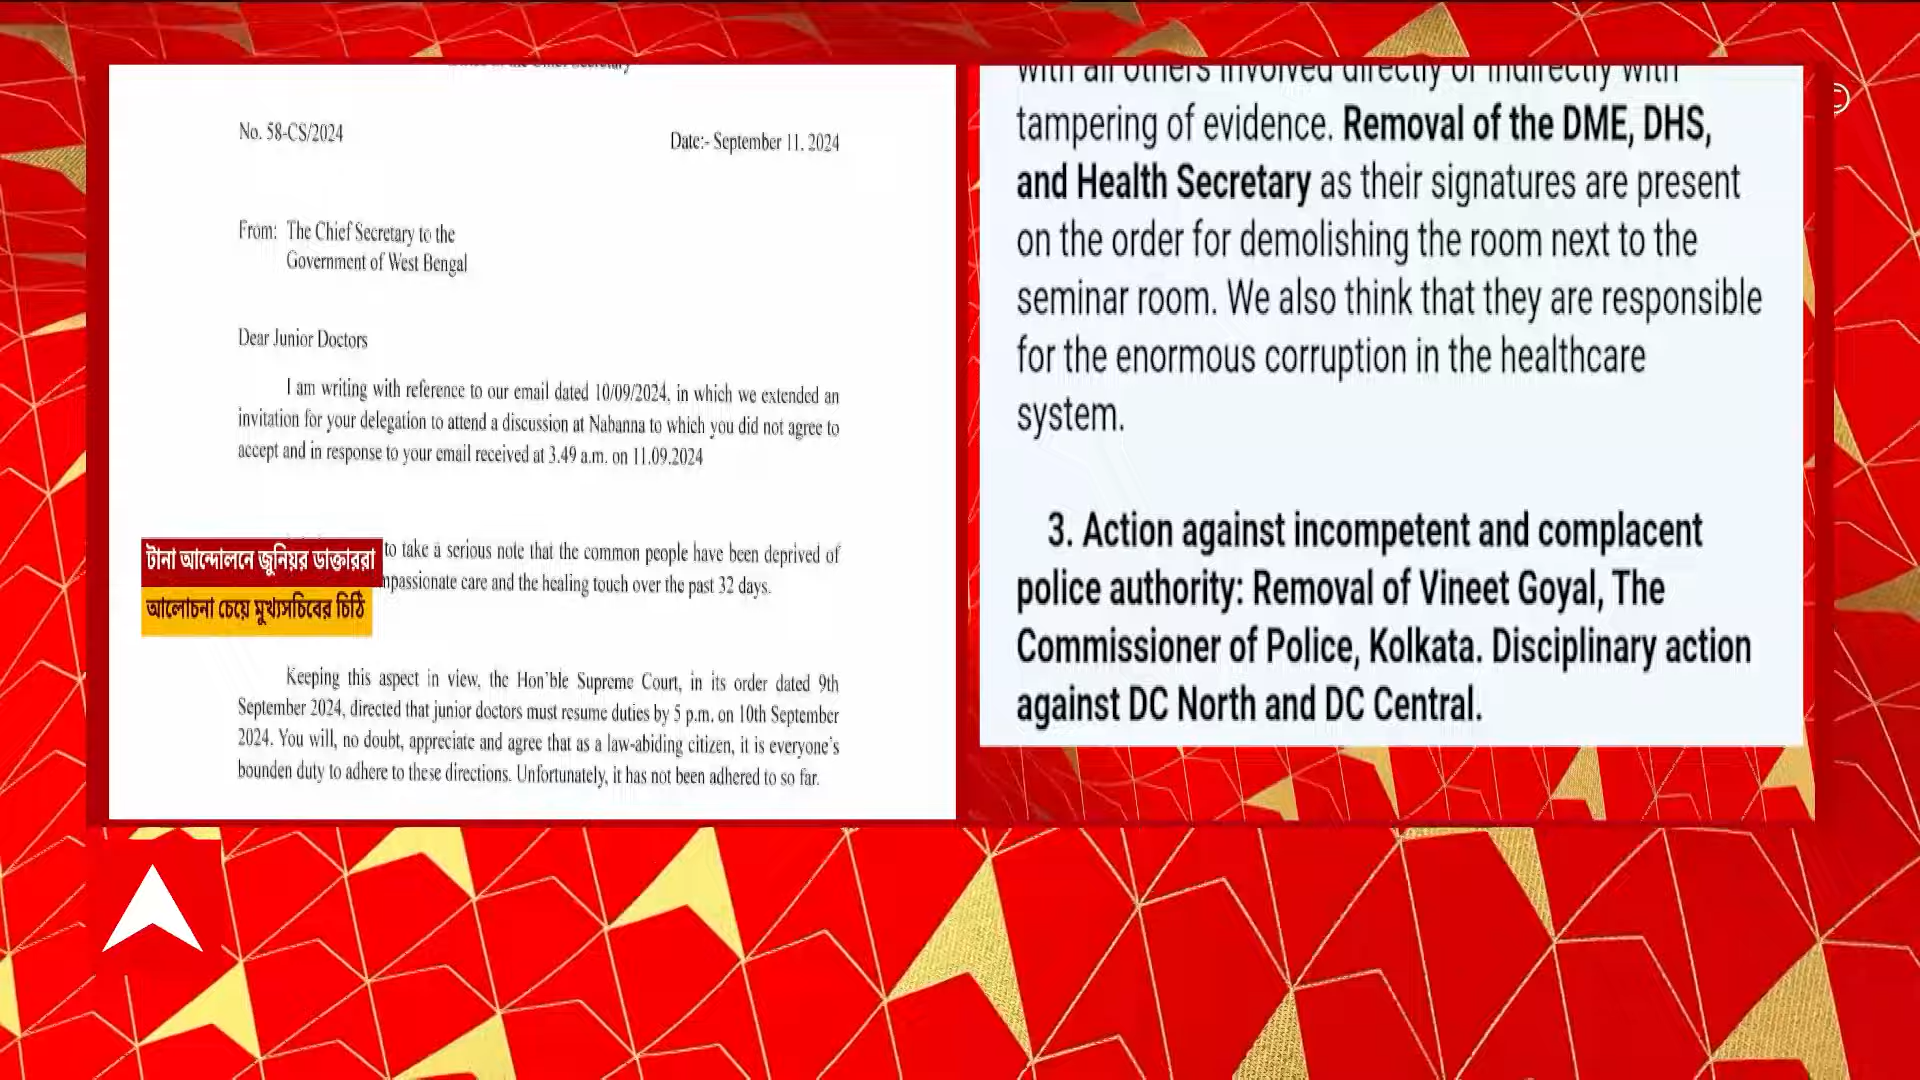 No. 58-CS/2024
Date:- September 11, 2024
From: The Chief Secretary to the
Government of West Bengal
Dear Junior Doctors
I am writing with reference to our email dated 10/09/2024, in which we extended an
invitation for your delegation to attend a discussion at Nabanna to which you did not agree to
accept and in response to your email received at 3.49 a.m. on 11.09.2024
to take a serious note that the common people have been deprived of
care and the healing touch over the past 32 days.
টানা আন্দোলনে জুনিয়র ডাক্তাররা
আলোচনা চেয়ে মুখ্যসচিবের চিঠি
Keeping this aspect in view, the Hon'ble Supreme Court, in its order dated 9th
September 2024, directed that junior doctors must resume duties by 5 p.m. on 10th September
2024. You will, no doubt, appreciate and agree that as a law-abiding citizen, it is everyone's
bounden duty to adhere to these directions. Unfortunately, it has not been adhered to so far.
with all others involved directly or indirectly with
tampering of evidence. Removal of the DME, DHS,
and Health Secretary as their signatures are present
on the order for demolishing the room next to the
seminar room. We also think that they are responsible
for the enormous corruption in the healthcare
system.
3. Action against incompetent and complacent
police authority: Removal of Vineet Goyal, The
Commissioner of Police, Kolkata. Disciplinary action
against DC North and DC Central.